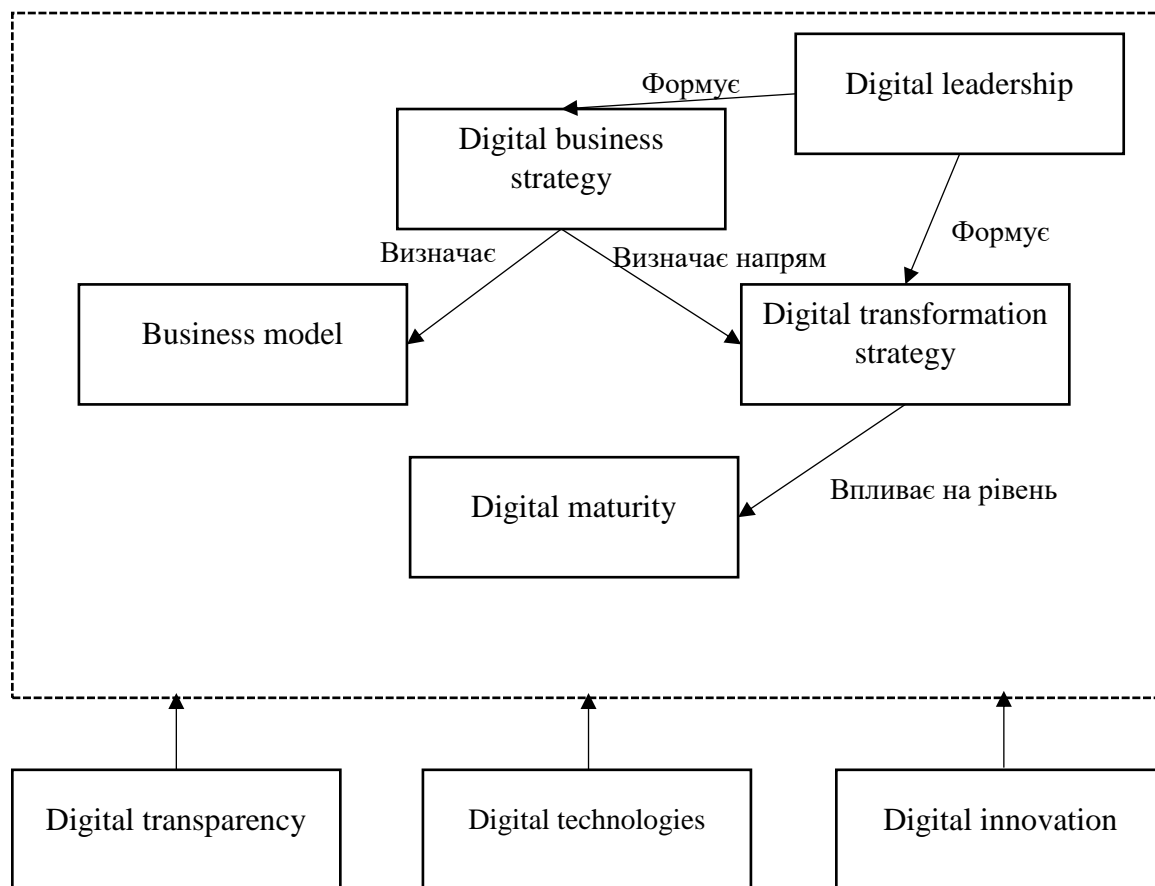 Digital leadership
Формує
Digital business
strategy
Формує
Визначає
Визначає напрям
Business model
Digital transformation
strategy
Digital maturity
Впливає на рівень
Digital transparency
Digital technologies
Digital innovation